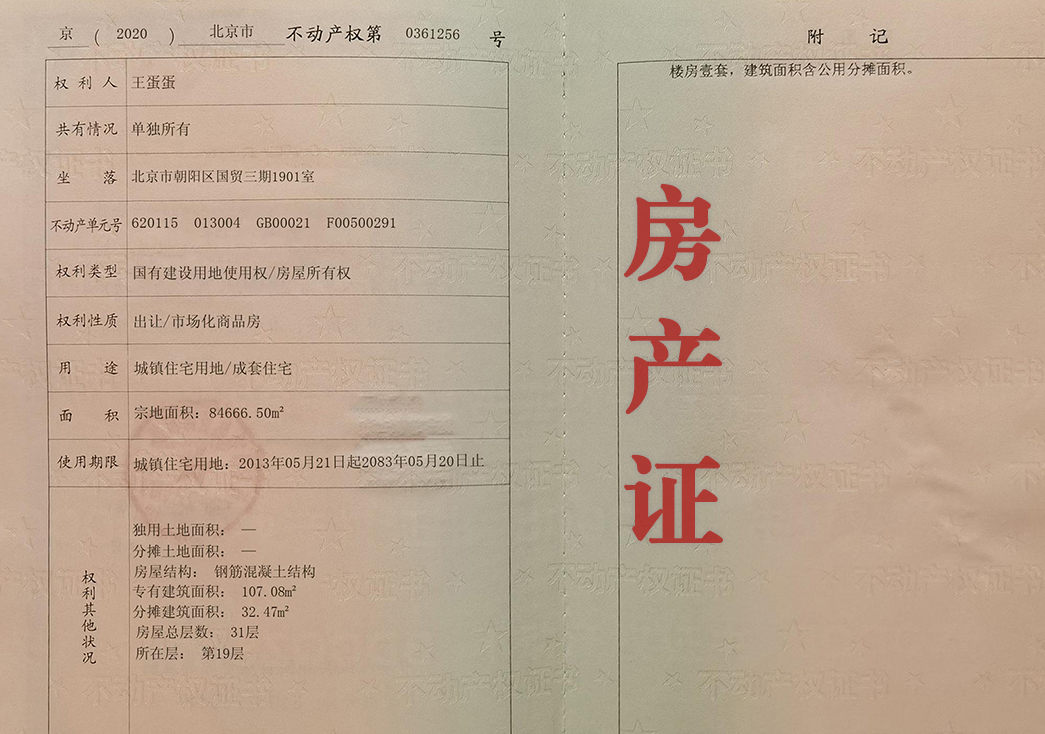 京 ( 2020 ) 北京市 不动产权第 0361256 号
权利人 王蛋蛋
共有情况 单独所有
坐落 北京市朝阳区国贸三期1901室
不动产单元号 620115 013004 GB00021 F00500291
权利类型 国有建设用地使用权/房屋所有权
权利性质 出让/市场化商品房
用途 城镇住宅用地/成套住宅
面积 宗地面积：84666.50m²
使用期限 城镇住宅用地：2013年05月21日起2083年05月20日止
权利其他状况
独用土地面积： —
分摊土地面积： —
房屋结构： 钢筋混凝土结构
专有建筑面积： 107.08m²
分摊建筑面积： 32.47m²
房屋总层数： 31层
所在层： 第19层
附 记
楼房壹套，建筑面积含公用分摊面积。
房产证